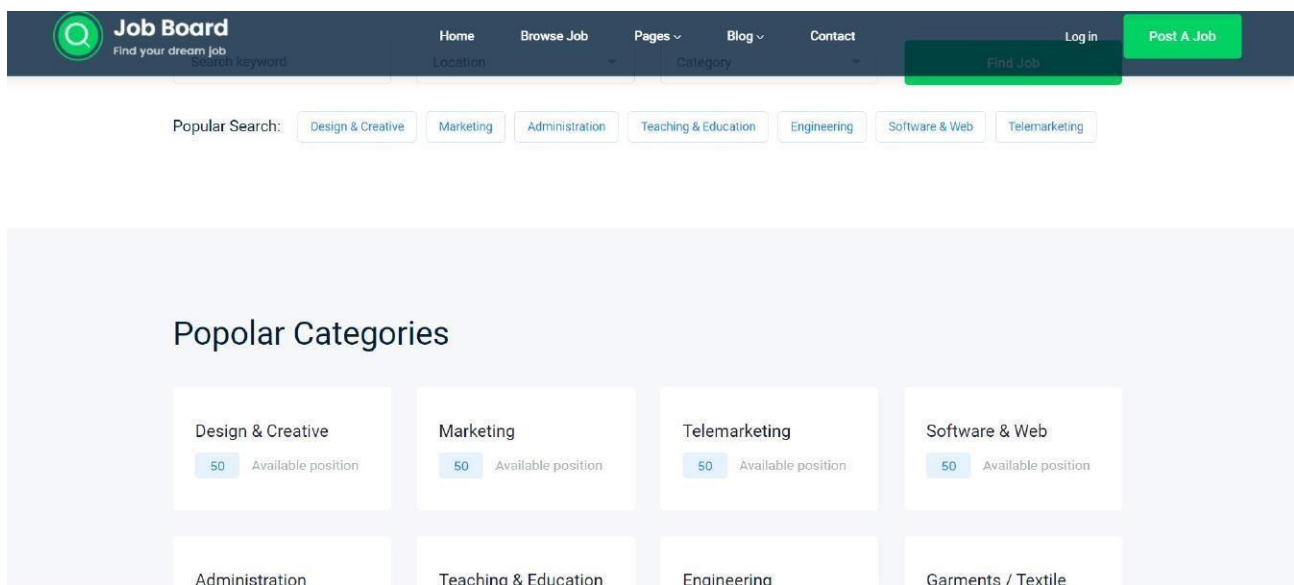 Job Board
Find your dream job
Home Browse Job Pages Blog Contact Log in Post A Job
Search keyword Location Category Find Job
Popular Search: Design & Creative Marketing Administration Teaching & Education Engineering Software & Web Telemarketing
Popolar Categories
Design & Creative Marketing Telemarketing Software & Web
50 Available position 50 Available position 50 Available position 50 Available position
Administration Teaching & Education Engineering Garments / Textile